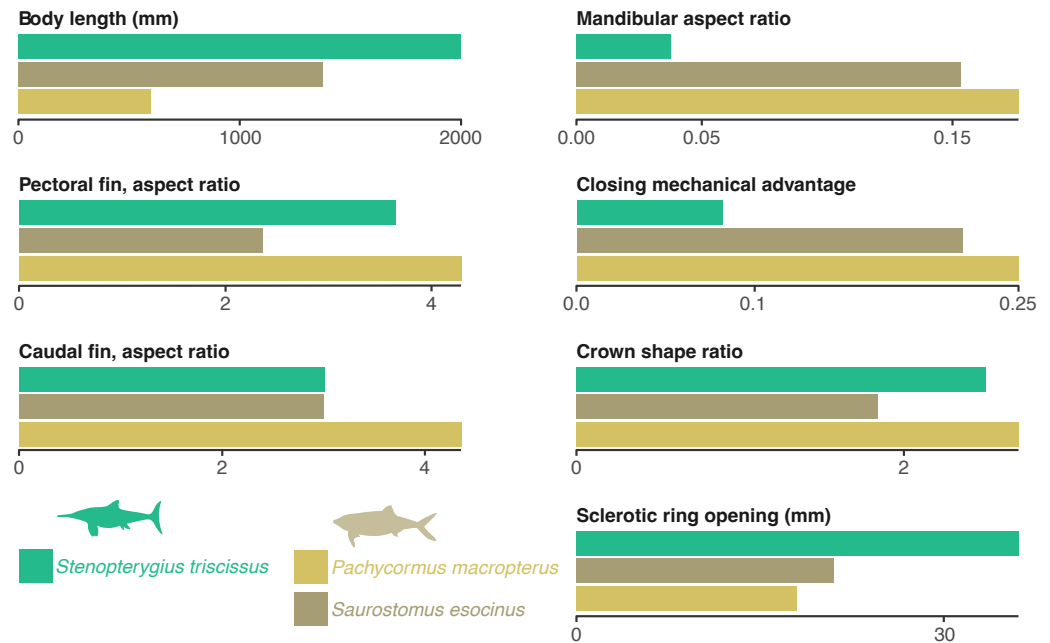 Body length (mm)
0 1000 2000
Pectoral fin, aspect ratio
0 2 4
Caudal fin, aspect ratio
0 2 4
Stenopterygius triscissus
Pachycormus macropterus
Saurostomus esocinus
Mandibular aspect ratio
0.00 0.05 0.15
Closing mechanical advantage
0.0 0.1 0.25
Crown shape ratio
0 2
Sclerotic ring opening (mm)
0 30